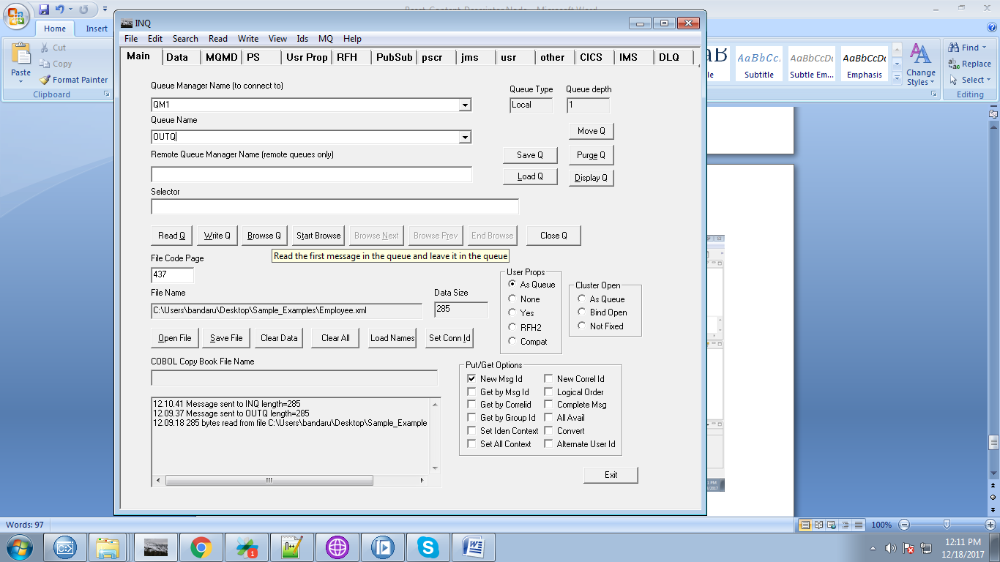 Reset Content Descriptor Node - Microsoft Word
INQ
Home Insert
File Edit Search Read Write View Ids MQ Help
Main Data MQMD PS Usr Prop RFH PubSub pscr jms usr other CICS IMS DLQ
Cut
Copy
Format Painter
Paste
Clipboard
AaBbCc. AaBbCcDc AaBbCcDc
Subtitle Subtle Em... Emphasis
Change
Styles
Find
Replace
Select
Editing
Queue Manager Name (to connect to)
QM1
Queue Type Queue depth
Local 1
Queue Name
OUTQ
Move Q
Remote Queue Manager Name (remote queues only)
Save Q Purge Q
Load Q Display Q
Selector
Read Q Write Q Browse Q Start Browse Browse Next Browse Prev End Browse Close Q
Read the first message in the queue and leave it in the queue
File Code Page
437
File Name
C:\Users\bandaru\Desktop\Sample_Examples\Employee.xml
Data Size
285
User Props
As Queue
None
Yes
RFH2
Compat
Cluster Open
As Queue
Bind Open
Not Fixed
Open File Save File Clear Data Clear All Load Names Set Conn Id
COBOL Copy Book File Name
12.10.41 Message sent to INQ length=285
12.09.37 Message sent to OUTQ length=285
12.09.18 285 bytes read from file C:\Users\bandaru\Desktop\Sample_Example
Put/Get Options
New Msg Id New Correl Id
Get by Msg Id Logical Order
Get by Correlid Complete Msg
Get by Group Id All Avail
Set Iden Context Convert
Set All Context Alternate User Id
Exit
Words: 97
100%
12:11 PM
12/18/2017